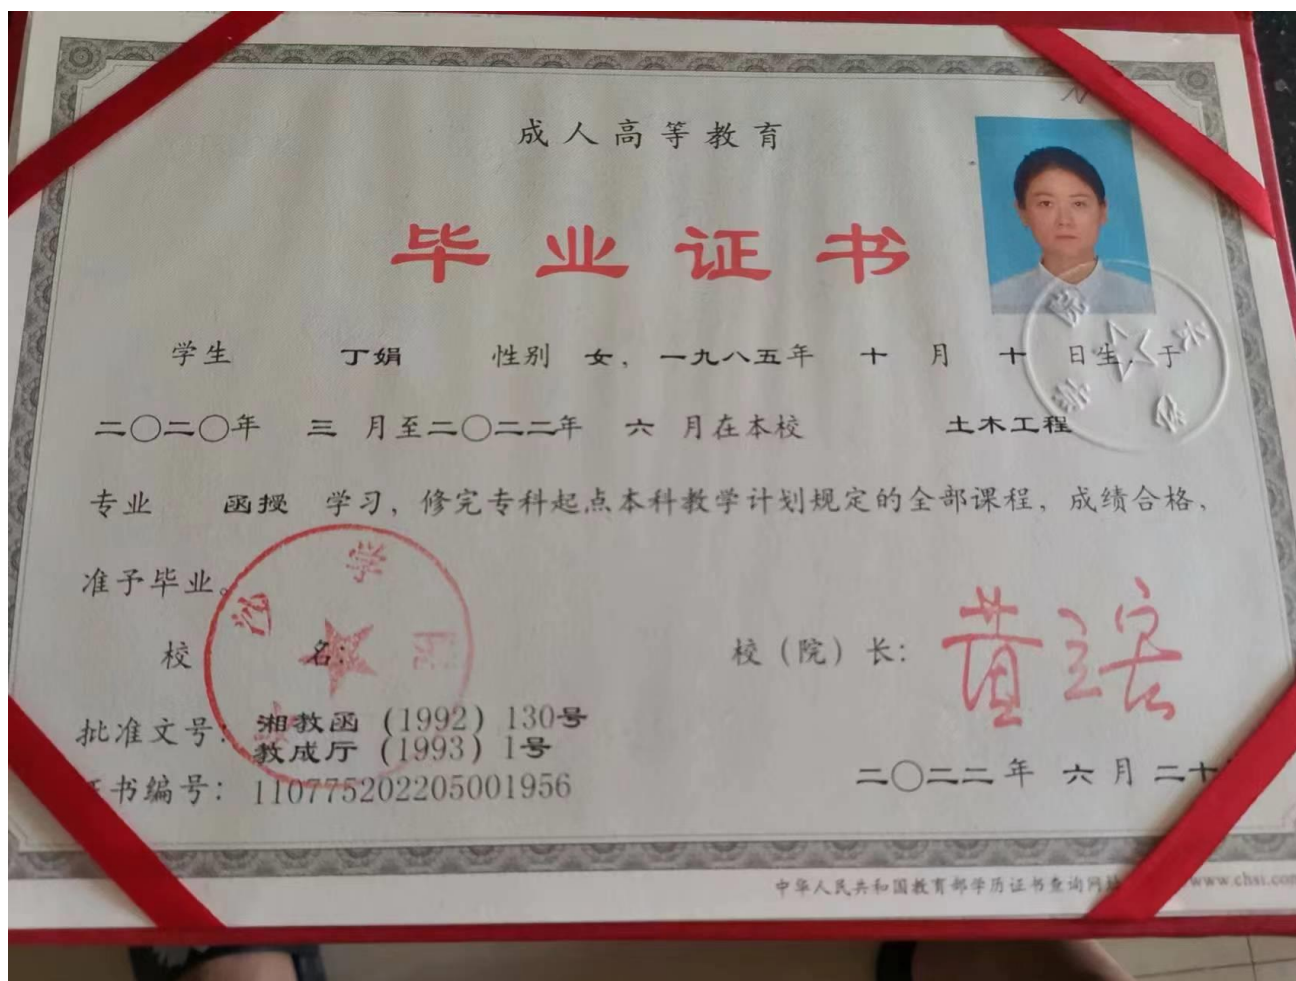 成人高等教育
毕业证书
学生 丁娟 性别 女，一九八五年 十 月 十 日生，于
二〇二〇年 三 月至二〇二二年 六 月在本校 土木工程
专业 函授 学习，修完专科起点本科教学计划规定的全部课程，成绩合格，
准予毕业。
校 名：
校（院）长：
批准文号：湘教函（1992）130号
教成厅（1993）1号
证书编号：110775202205001956
二〇二二年 六 月 二十
中华人民共和国教育部学历证书查询网
www.chsi.com
长沙学院